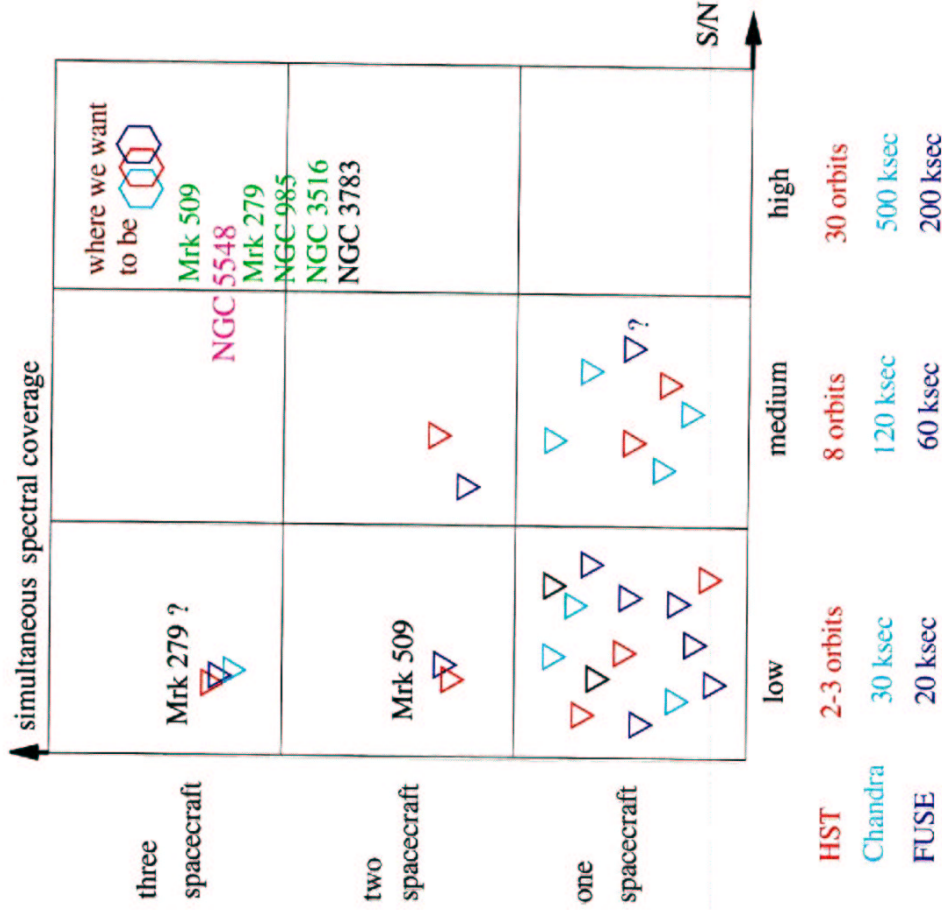 simultaneous spectral coverage
where we want
to be
Mrk 509
NGC 5548
Mrk 279
NGC 985
NGC 3516
NGC 3783
Mrk 279 ?
Mrk 509
?
three
spacecraft
two
spacecraft
one
spacecraft
S/N
low medium high
HST 2-3 orbits 8 orbits 30 orbits
Chandra 30 ksec 120 ksec 500 ksec
FUSE 20 ksec 60 ksec 200 ksec